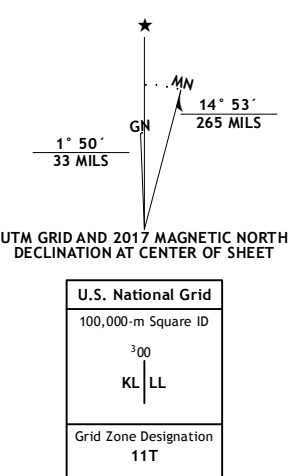 ★
MN
14° 53´
265 MILS
GN
1° 50´
33 MILS
UTM GRID AND 2017 MAGNETIC NORTH
DECLINATION AT CENTER OF SHEET
U.S. National Grid
100,000-m Square ID
³00
KL LL
Grid Zone Designation
11T